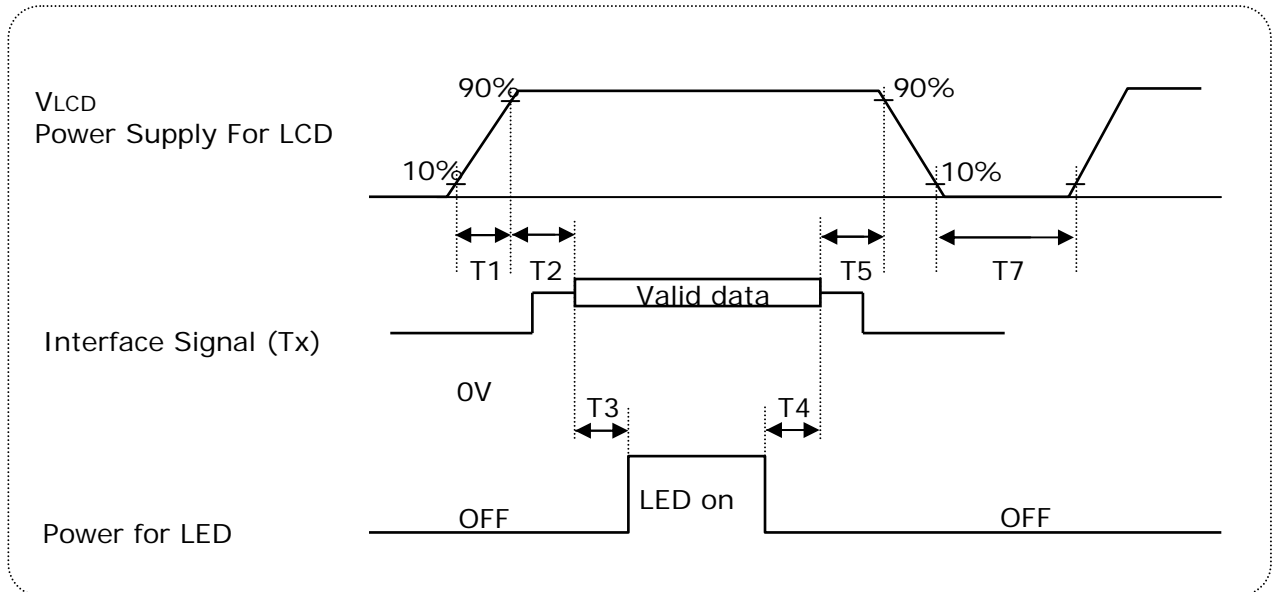 90%
90%
VLCD
Power Supply For LCD
10%
10%
T1
T2
T5
T7
Valid data
Interface Signal (Tx)
0V
T3
T4
LED on
OFF
OFF
Power for LED